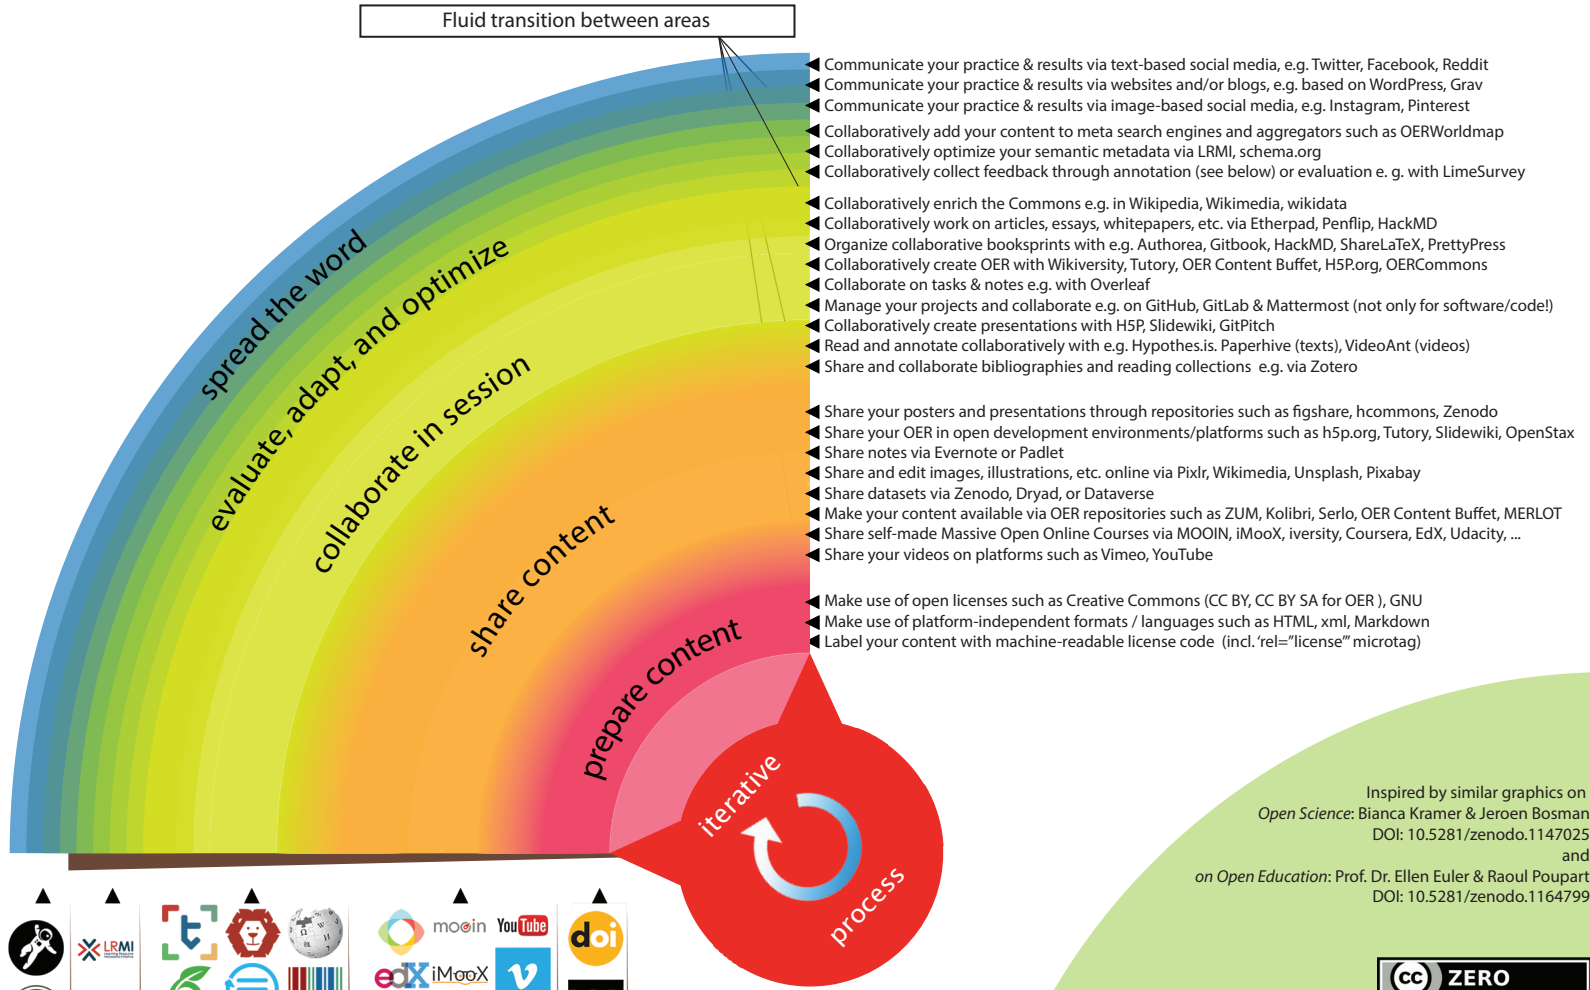 Fluid transition between areas
Communicate your practice & results via text-based social media, e.g. Twitter, Facebook, Reddit
Communicate your practice & results via websites and/or blogs, e.g. based on WordPress, Grav
Communicate your practice & results via image-based social media, e.g. Instagram, Pinterest
Collaboratively add your content to meta search engines and aggregators such as OERWorldmap
Collaboratively optimize your semantic metadata via LRMI, schema.org
Collaboratively collect feedback through annotation (see below) or evaluation e. g. with LimeSurvey
Collaboratively enrich the Commons e.g. in Wikipedia, Wikimedia, wikidata
Collaboratively work on articles, essays, whitepapers, etc. via Etherpad, Penflip, HackMD
Organize collaborative booksprints with e.g. Authorea, Gitbook, HackMD, ShareLaTeX, PrettyPress
Collaboratively create OER with Wikiversity, Tutory, OER Content Buffet, H5P.org, OERCommons
Collaborate on tasks & notes e.g. with Overleaf
Manage your projects and collaborate e.g. on GitHub, GitLab & Mattermost (not only for software/code!)
Collaboratively create presentations with H5P, Slidewiki, GitPitch
Read and annotate collaboratively with e.g. Hypothes.is. Paperhive (texts), VideoAnt (videos)
Share and collaborate bibliographies and reading collections e.g. via Zotero
Share your posters and presentations through repositories such as figshare, hcommons, Zenodo
Share your OER in open development environments/platforms such as h5p.org, Tutory, Slidewiki, OpenStax
Share notes via Evernote or Padlet
Share and edit images, illustrations, etc. online via Pixlr, Wikimedia, Unsplash, Pixabay
Share datasets via Zenodo, Dryad, or Dataverse
Make your content available via OER repositories such as ZUM, Kolibri, Serlo, OER Content Buffet, MERLOT
Share self-made Massive Open Online Courses via MOOIN, iMooX, iversity, Coursera, EdX, Udacity, ...
Share your videos on platforms such as Vimeo, YouTube
Make use of open licenses such as Creative Commons (CC BY, CC BY SA for OER ), GNU
Make use of platform-independent formats / languages such as HTML, xml, Markdown
Label your content with machine-readable license code (incl. 'rel="license"' microtag)
spread the word
evaluate, adapt, and optimize
collaborate in session
share content
prepare content
iterative
process
Inspired by similar graphics on
Open Science: Bianca Kramer & Jeroen Bosman
DOI: 10.5281/zenodo.1147025
and
on Open Education: Prof. Dr. Ellen Euler & Raoul Poupart
DOI: 10.5281/zenodo.1164799
LRMI
t
mooin
YouTube
edX
iMooX
v
doi
cc ZERO